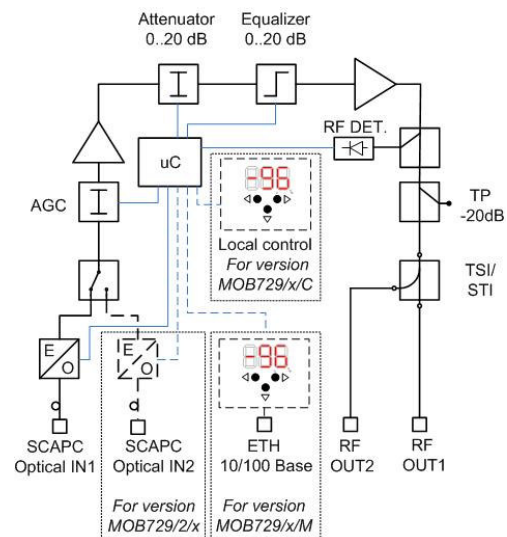 Attenuator
0..20 dB
Equalizer
0..20 dB
RF DET.
uC
-96
AGC
TP
-20dB
Local control
For version
MOB729/x/C
TSI/
STI
E
O
E
O
-96
SCAPC
Optical IN1
SCAPC
Optical IN2
ETH
10/100 Base
RF
OUT2
RF
OUT1
For version
MOB729/2/x
For version
MOB729/x/M